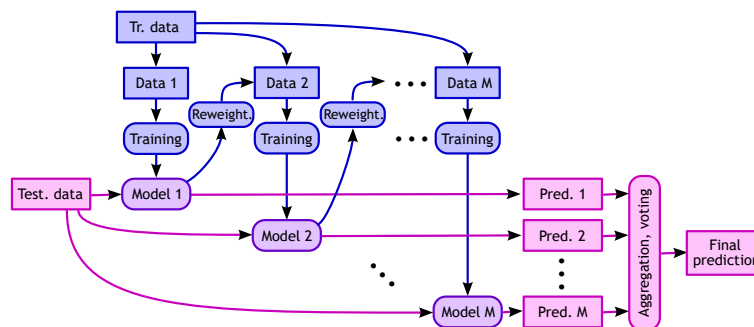 Tr. data
Data 1
Data 2
Data M
Reweight.
Reweight.
Training
Training
Training
Test. data
Model 1
Pred. 1
Model 2
Pred. 2
Aggregation, voting
Final
prediction
Model M
Pred. M